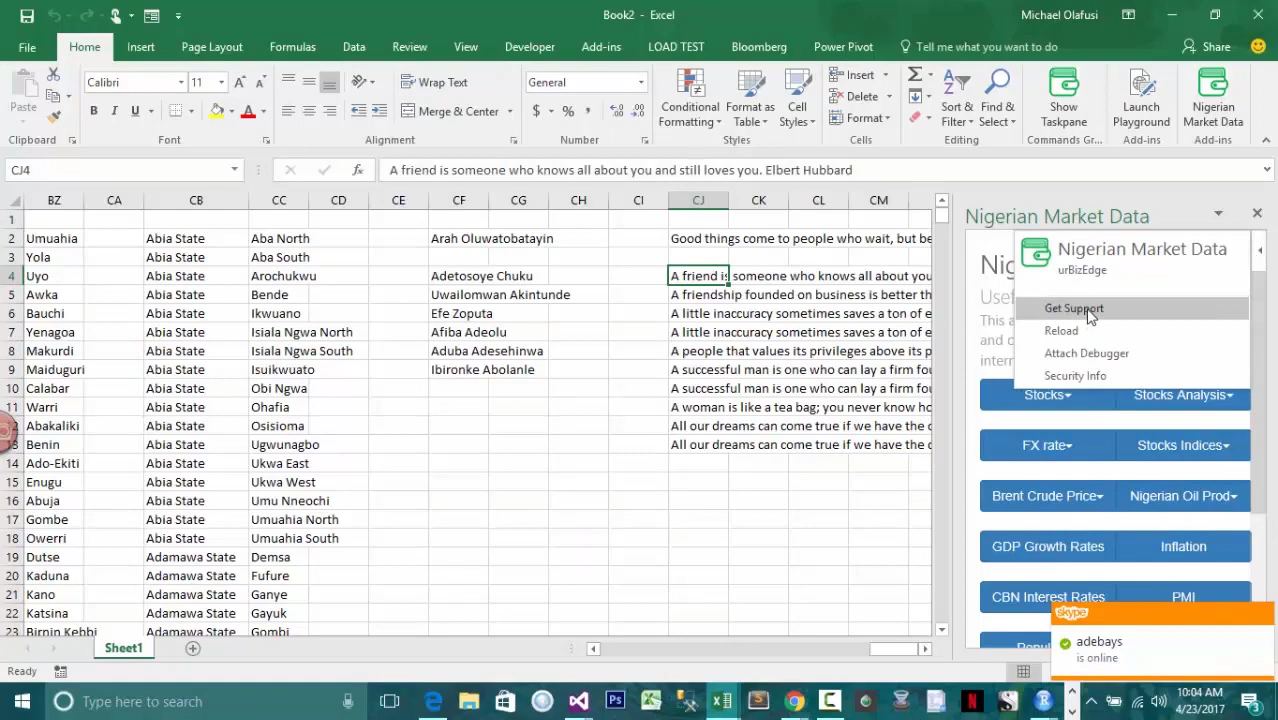 Book2 - Excel
Michael Olafusi
File Home Insert Page Layout Formulas Data Review View Developer Add-ins LOAD TEST Bloomberg Power Pivot Tell me what you want to do Share
Paste
Calibri 11
Wrap Text
General
Insert
B I U
Merge & Center
$ % ,
Delete
Format
Conditional Formatting
Format as Table
Cell Styles
Sort & Filter
Find & Select
Show Taskpane
Launch Playground
Nigerian Market Data
Clipboard Font Alignment Number Styles Cells Editing Commands Gr... Add-ins Add-ins
CJ4 fx A friend is someone who knows all about you and still loves you. Elbert Hubbard
BZ CA CB CC CD CE CF CG CH CI CJ CK CL CM
1
2 Umuahia Abia State Aba North Arah Oluwatobatayin Good things come to people who wait, but be
3 Yola Abia State Aba South
4 Uyo Abia State Arochukwu Adetosoye Chuku A friend is someone who knows all about you
5 Awka Abia State Bende Uwailomwan Akintunde A friendship founded on business is better th
6 Bauchi Abia State Ikwuano Efe Zoputa A little inaccuracy sometimes saves a ton of e
7 Yenagoa Abia State Isiala Ngwa North Afiba Adeolu A little inaccuracy sometimes saves a ton of e
8 Makurdi Abia State Isiala Ngwa South Aduba Adesehinwa A people that values its privileges above its p
9 Maiduguri Abia State Isuikwuato Ibironke Abolanle A successful man is one who can lay a firm fou
10 Calabar Abia State Obi Ngwa A successful man is one who can lay a firm fou
11 Warri Abia State Ohafia A woman is like a tea bag; you never know ho
Abakaliki Abia State Osisioma All our dreams can come true if we have the c
Benin Abia State Ugwunagbo All our dreams can come true if we have the c
14 Ado-Ekiti Abia State Ukwa East
15 Enugu Abia State Ukwa West
16 Abuja Abia State Umu Nneochi
17 Gombe Abia State Umuahia North
18 Owerri Abia State Umuahia South
19 Dutse Adamawa State Demsa
20 Kaduna Adamawa State Fufure
21 Kano Adamawa State Ganye
22 Katsina Adamawa State Gayuk
23 Birnin Kebbi Adamawa State Gombi
Nigerian Market Data
Nigerian Market Data
urBizEdge
Get Support
Reload
Attach Debugger
Security Info
Stocks Stocks Analysis
FX rate Stocks Indices
Brent Crude Price Nigerian Oil Prod
GDP Growth Rates Inflation
CBN Interest Rates PMI
skype
adebays
is online
Sheet1
Ready
Type here to search
10:04 AM
4/23/2017
3